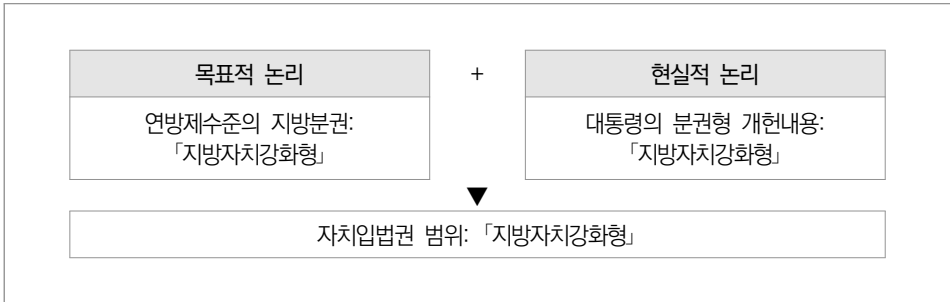 목표적 논리
+
현실적 논리
연방제수준의 지방분권:
「지방자치강화형」
대통령의 분권형 개헌내용:
「지방자치강화형」
▼
자치입법권 범위: 「지방자치강화형」